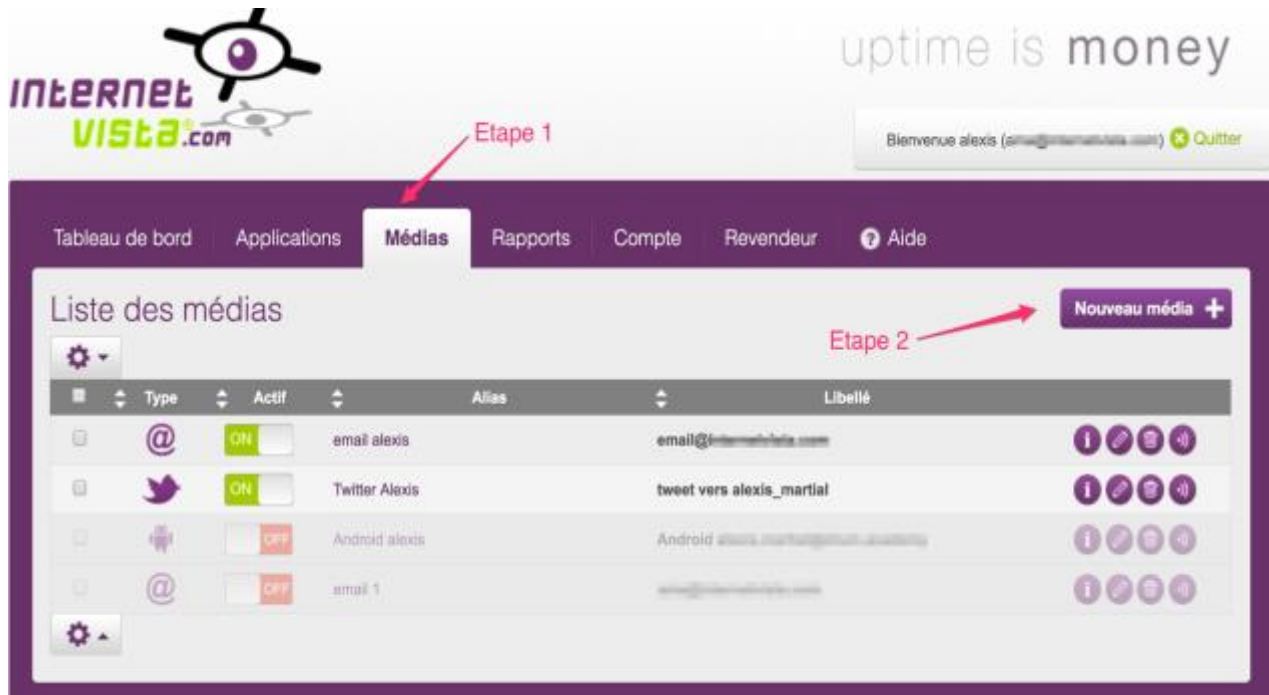 uptime is money
internet
VISta®.com
Etape 1
Bienvenue alexis ( ) Quitter
Tableau de bord Applications Médias Rapports Compte Revendeur ? Aide
Liste des médias
Nouveau média +
Etape 2
Type Actif Alias Libellé
@ ON email alexis email@
ON Twitter Alexis tweet vers alexis_martial
OFF Android alexis Android
@ OFF email 1